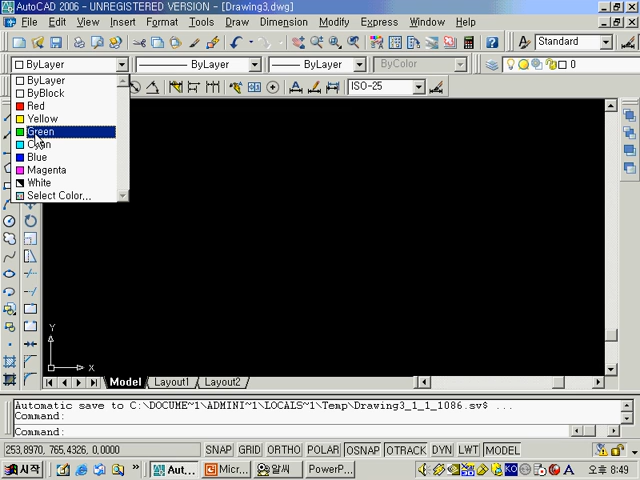 AutoCAD 2006 - UNREGISTERED VERSION - [Drawing3.dwg]
File Edit View Insert Format Tools Draw Dimension Modify Express Window Help
Standard
ByLayer ByLayer ByLayer ByColor 0
ISO-25
ByLayer
ByBlock
Red
Yellow
Green
Cyan
Blue
Magenta
White
Select Color...
Y
X
Model Layout1 Layout2
Automatic save to C:\DOCUME~1\ADMINI~1\LOCALS~1\Temp\Drawing3_1_1_1086.sv$ ...
Command:
Command:
253,8970, 765,4326, 0,0000 SNAP GRID ORTHO POLAR OSNAP OTRACK DYN LWT MODEL
시작 Aut... Micr... 알씨 PowerP... KO A 오후 8:49